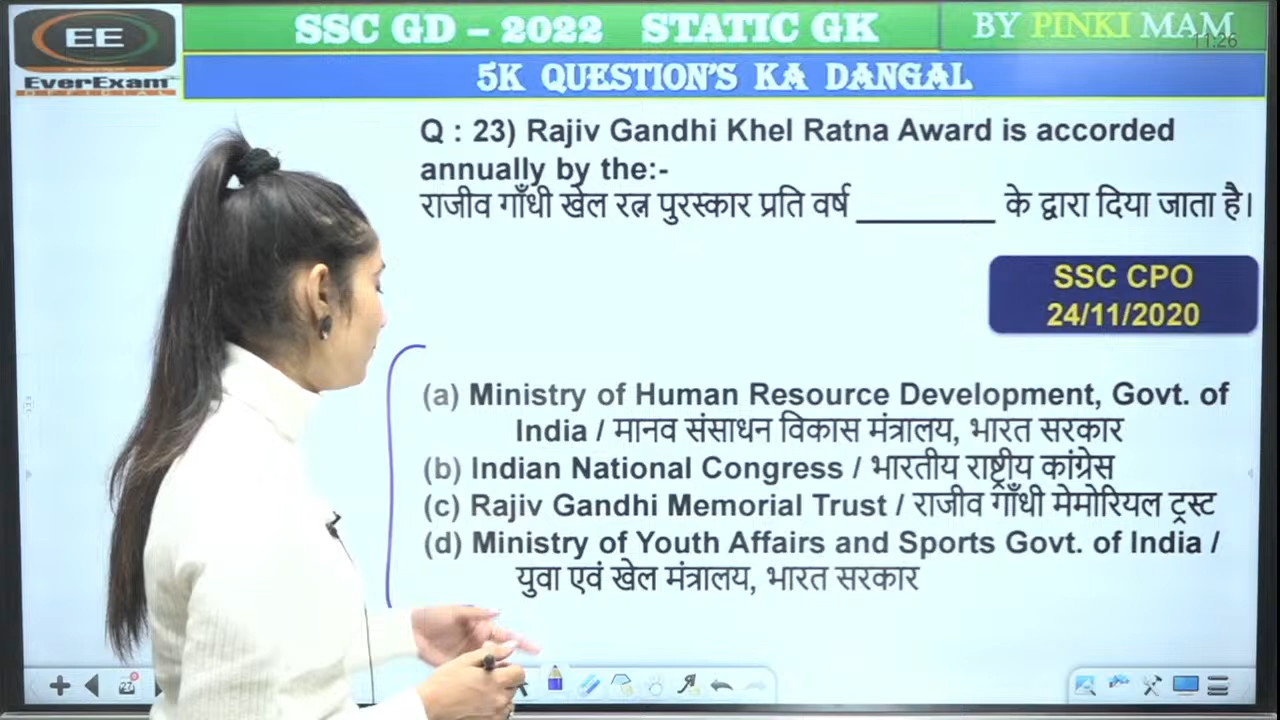 EE
EverExam
OFFICIAL
SSC GD – 2022 STATIC GK
BY PINKI MAM
11:26
5K QUESTION'S KA DANGAL
Q : 23) Rajiv Gandhi Khel Ratna Award is accorded
annually by the:-
राजीव गाँधी खेल रत्न पुरस्कार प्रति वर्ष ________ के द्वारा दिया जाता है।
SSC CPO
24/11/2020
(a) Ministry of Human Resource Development, Govt. of
India / मानव संसाधन विकास मंत्रालय, भारत सरकार
(b) Indian National Congress / भारतीय राष्ट्रीय कांग्रेस
(c) Rajiv Gandhi Memorial Trust / राजीव गाँधी मेमोरियल ट्रस्ट
(d) Ministry of Youth Affairs and Sports Govt. of India /
युवा एवं खेल मंत्रालय, भारत सरकार
27